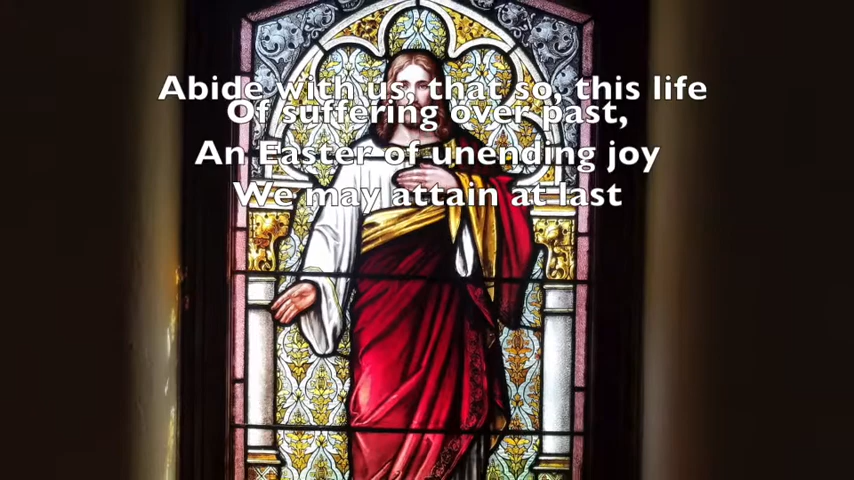 Abide with us, that so, this life
Of suffering over past,
An Easter of unending joy
We may attain at last